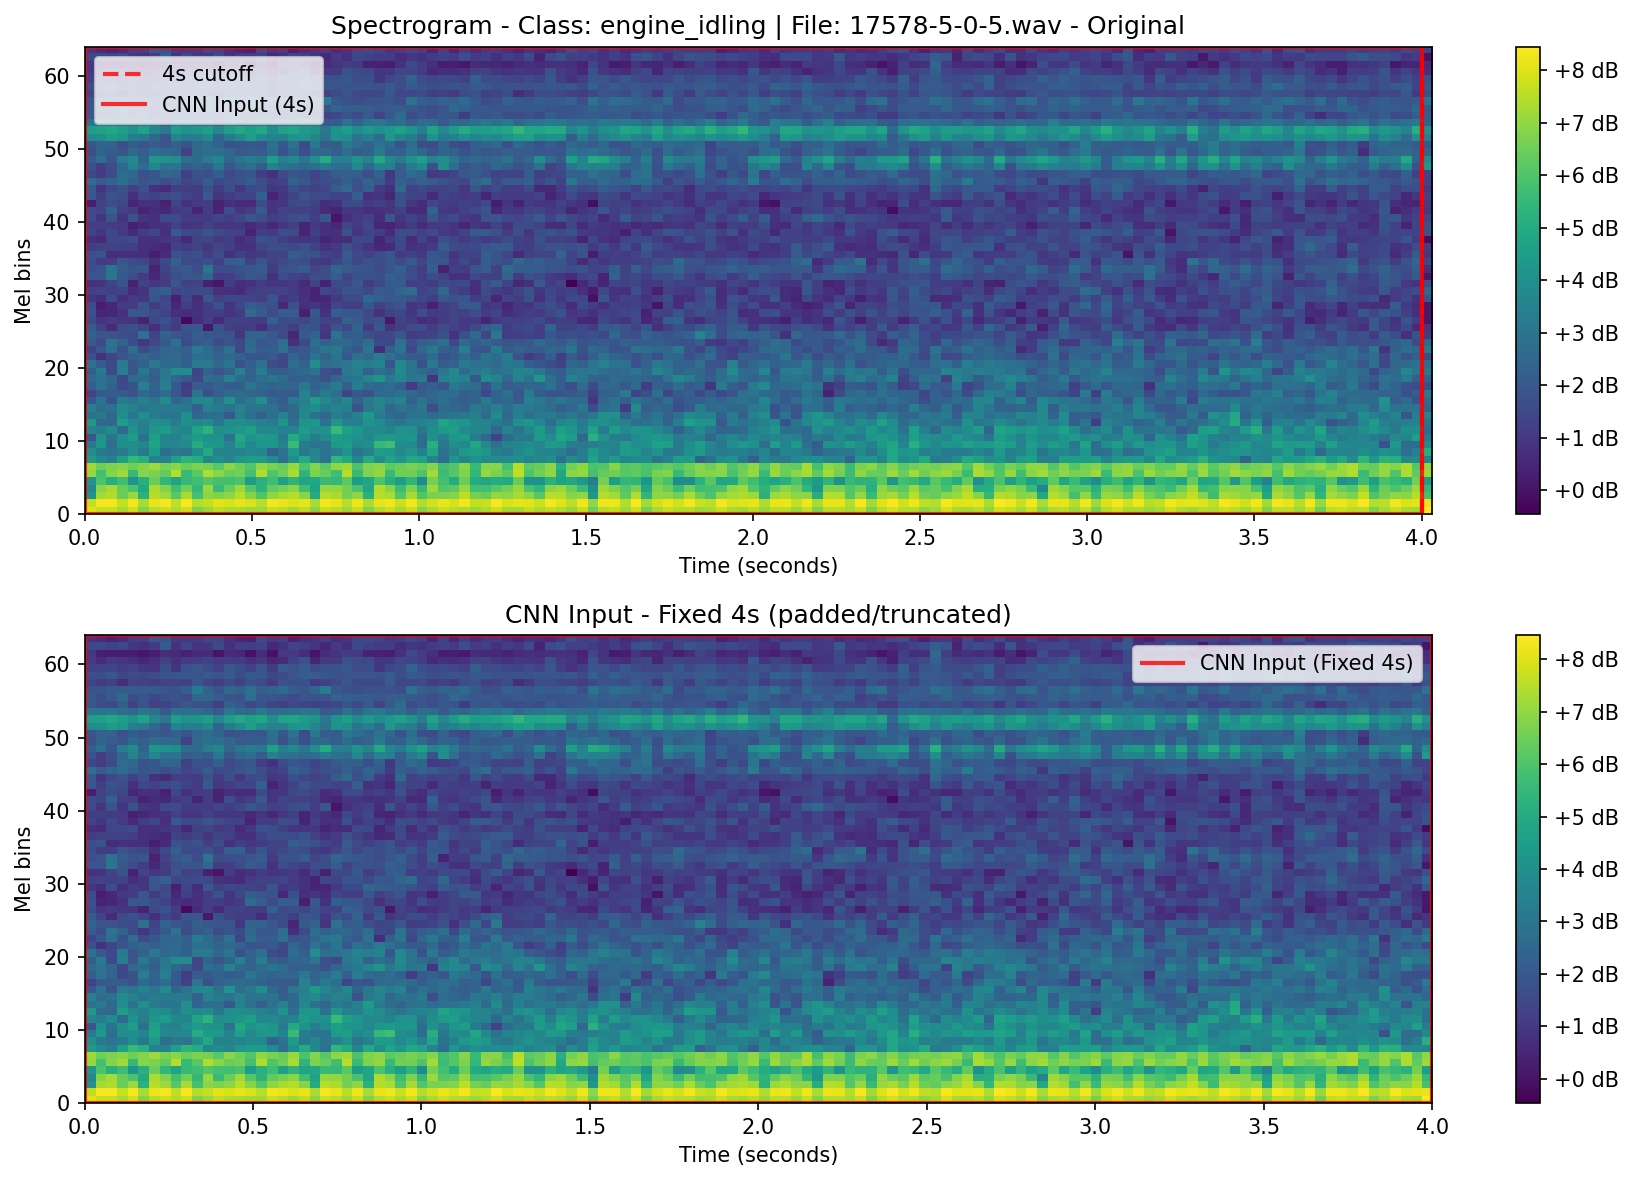 Spectrogram - Class: engine_idling | File: 17578-5-0-5.wav - Original
4s cutoff
CNN Input (4s)
Mel bins
60
50
40
30
20
10
0
0.0 0.5 1.0 1.5 2.0 2.5 3.0 3.5 4.0
Time (seconds)
+8 dB
+7 dB
+6 dB
+5 dB
+4 dB
+3 dB
+2 dB
+1 dB
+0 dB
CNN Input - Fixed 4s (padded/truncated)
CNN Input (Fixed 4s)
Mel bins
60
50
40
30
20
10
0
0.0 0.5 1.0 1.5 2.0 2.5 3.0 3.5 4.0
Time (seconds)
+8 dB
+7 dB
+6 dB
+5 dB
+4 dB
+3 dB
+2 dB
+1 dB
+0 dB